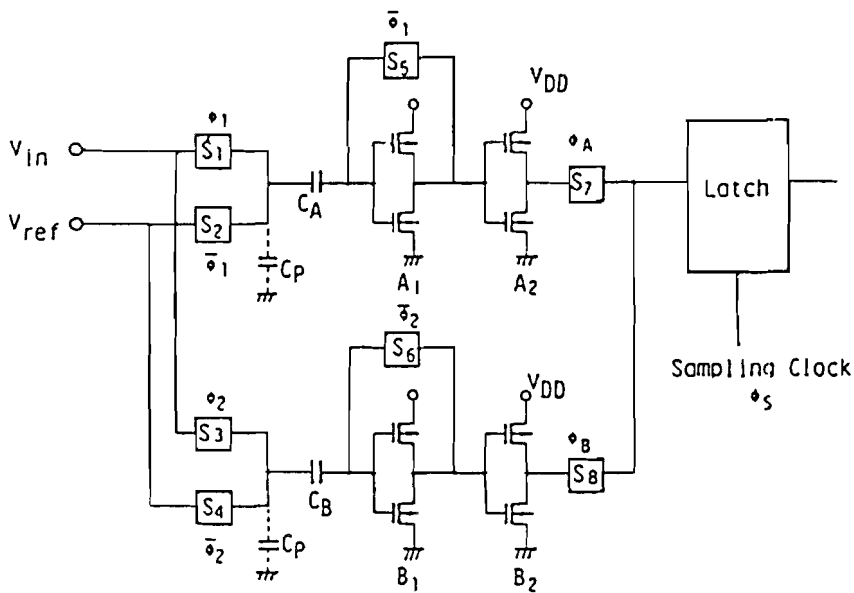 φ̄1
S5
VDD
φ1
Vin
S1
CA
φA
S7
Latch
Vref
S2
φ̄1
CP
A1
A2
φ̄2
S6
VDD
Sampling Clock
φS
φ2
S3
φB
S8
CB
S4
φ̄2
CP
B1
B2